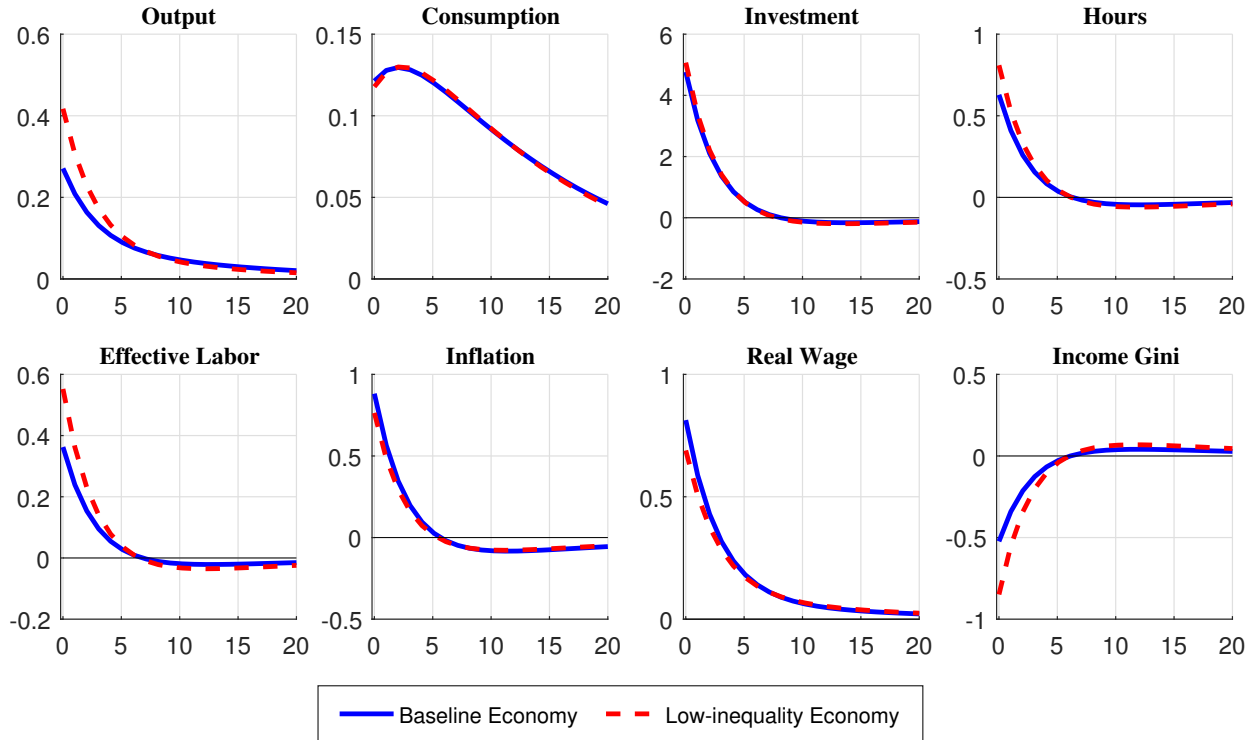 Output
0.6
0.4
0.2
0
0 5 10 15 20
Consumption
0.15
0.1
0.05
0
0 5 10 15 20
Investment
6
4
2
0
-2
0 5 10 15 20
Hours
1
0.5
0
-0.5
0 5 10 15 20
Effective Labor
0.6
0.4
0.2
0
-0.2
0 5 10 15 20
Inflation
1
0.5
0
-0.5
0 5 10 15 20
Real Wage
1
0.5
0
0 5 10 15 20
Income Gini
0.5
0
-0.5
-1
0 5 10 15 20
Baseline Economy Low-inequality Economy